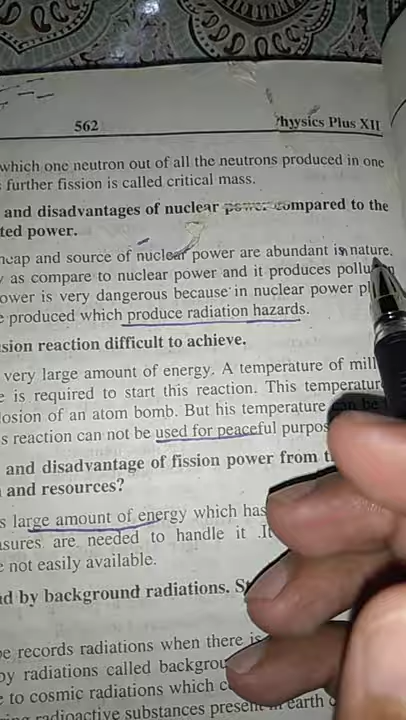 562
Physics Plus XII
which one neutron out of all the neutrons produced in one
further fission is called critical mass.
and disadvantages of nuclear power compared to the
ted power.
heap and source of nuclear power are abundant in nature.
as compare to nuclear power and it produces
ower is very dangerous because in nuclear power
e produced which produce radiation hazards.
sion reaction difficult to achieve.
very large amount of energy. A temperature of mill
e is required to start this reaction. This temperatur
losion of an atom bomb. But his temperature can be
s reaction can not be used for peaceful purpos
and disadvantage of fission power from
and resources?
s large amount of energy which has
asures are needed to handle it .It
e not easily available.
nd by background radiations.
be records radiations when there is
by radiations called backgrou
e to cosmic radiations which
radioactive substances present in earth